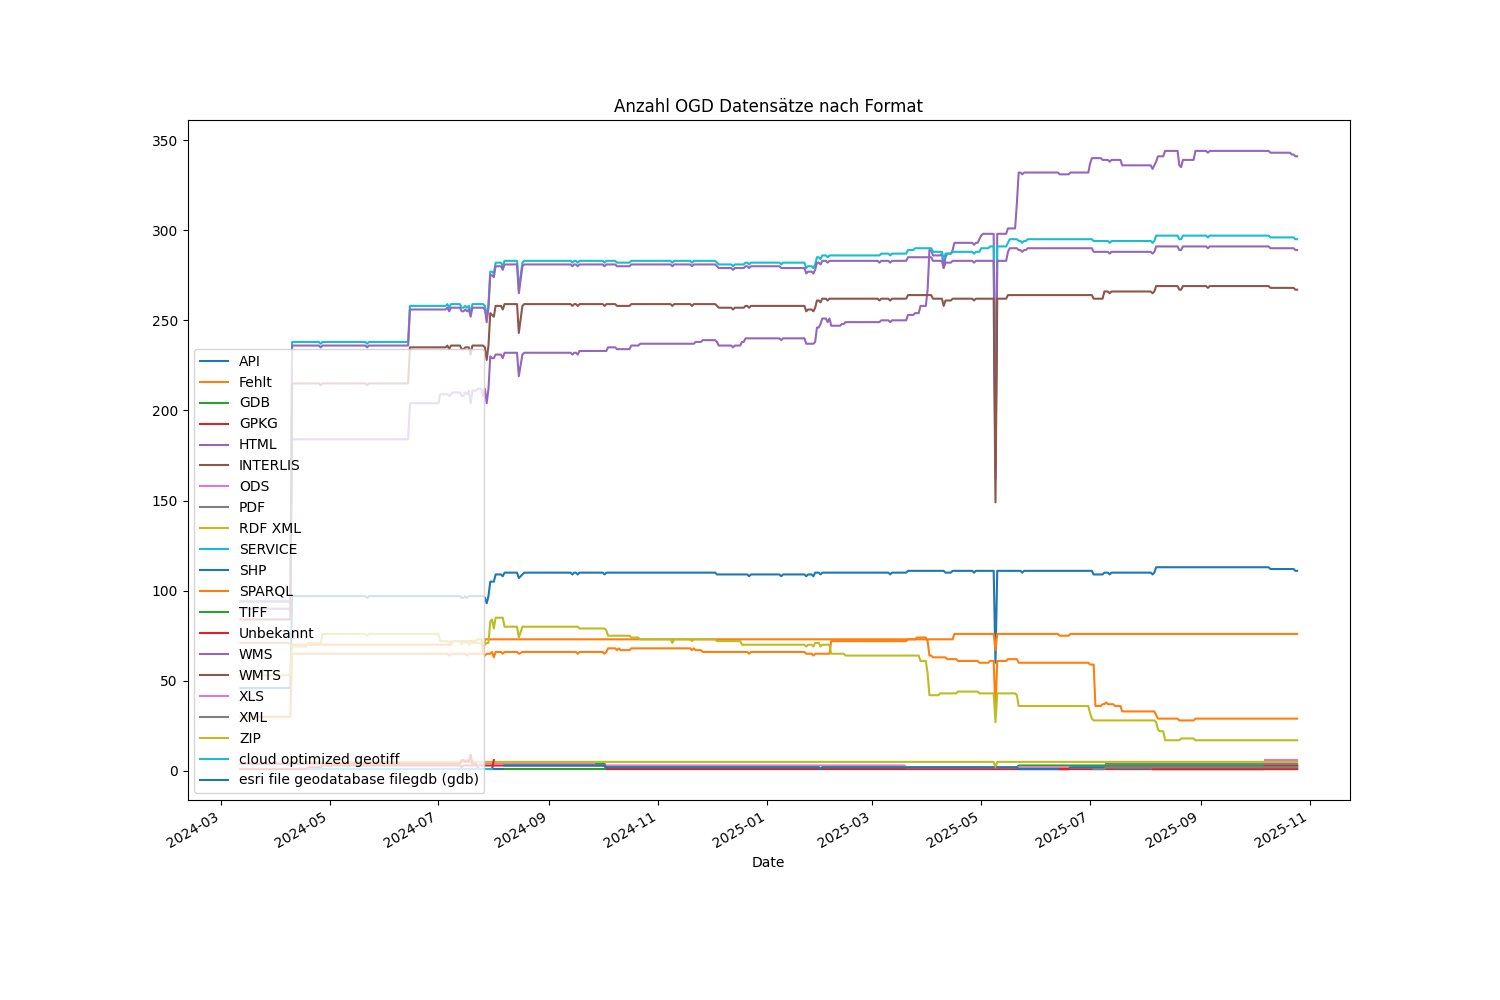 Anzahl OGD Datensätze nach Format
350
300
250
200
150
100
50
0
API
Fehlt
GDB
GPKG
HTML
INTERLIS
ODS
PDF
RDF XML
SERVICE
SHP
SPARQL
TIFF
Unbekannt
WMS
WMTS
XLS
XML
ZIP
cloud optimized geotiff
esri file geodatabase filegdb (gdb)
2024-03
2024-05
2024-07
2024-09
2024-11
2025-01
2025-03
2025-05
2025-07
2025-09
2025-11
Date